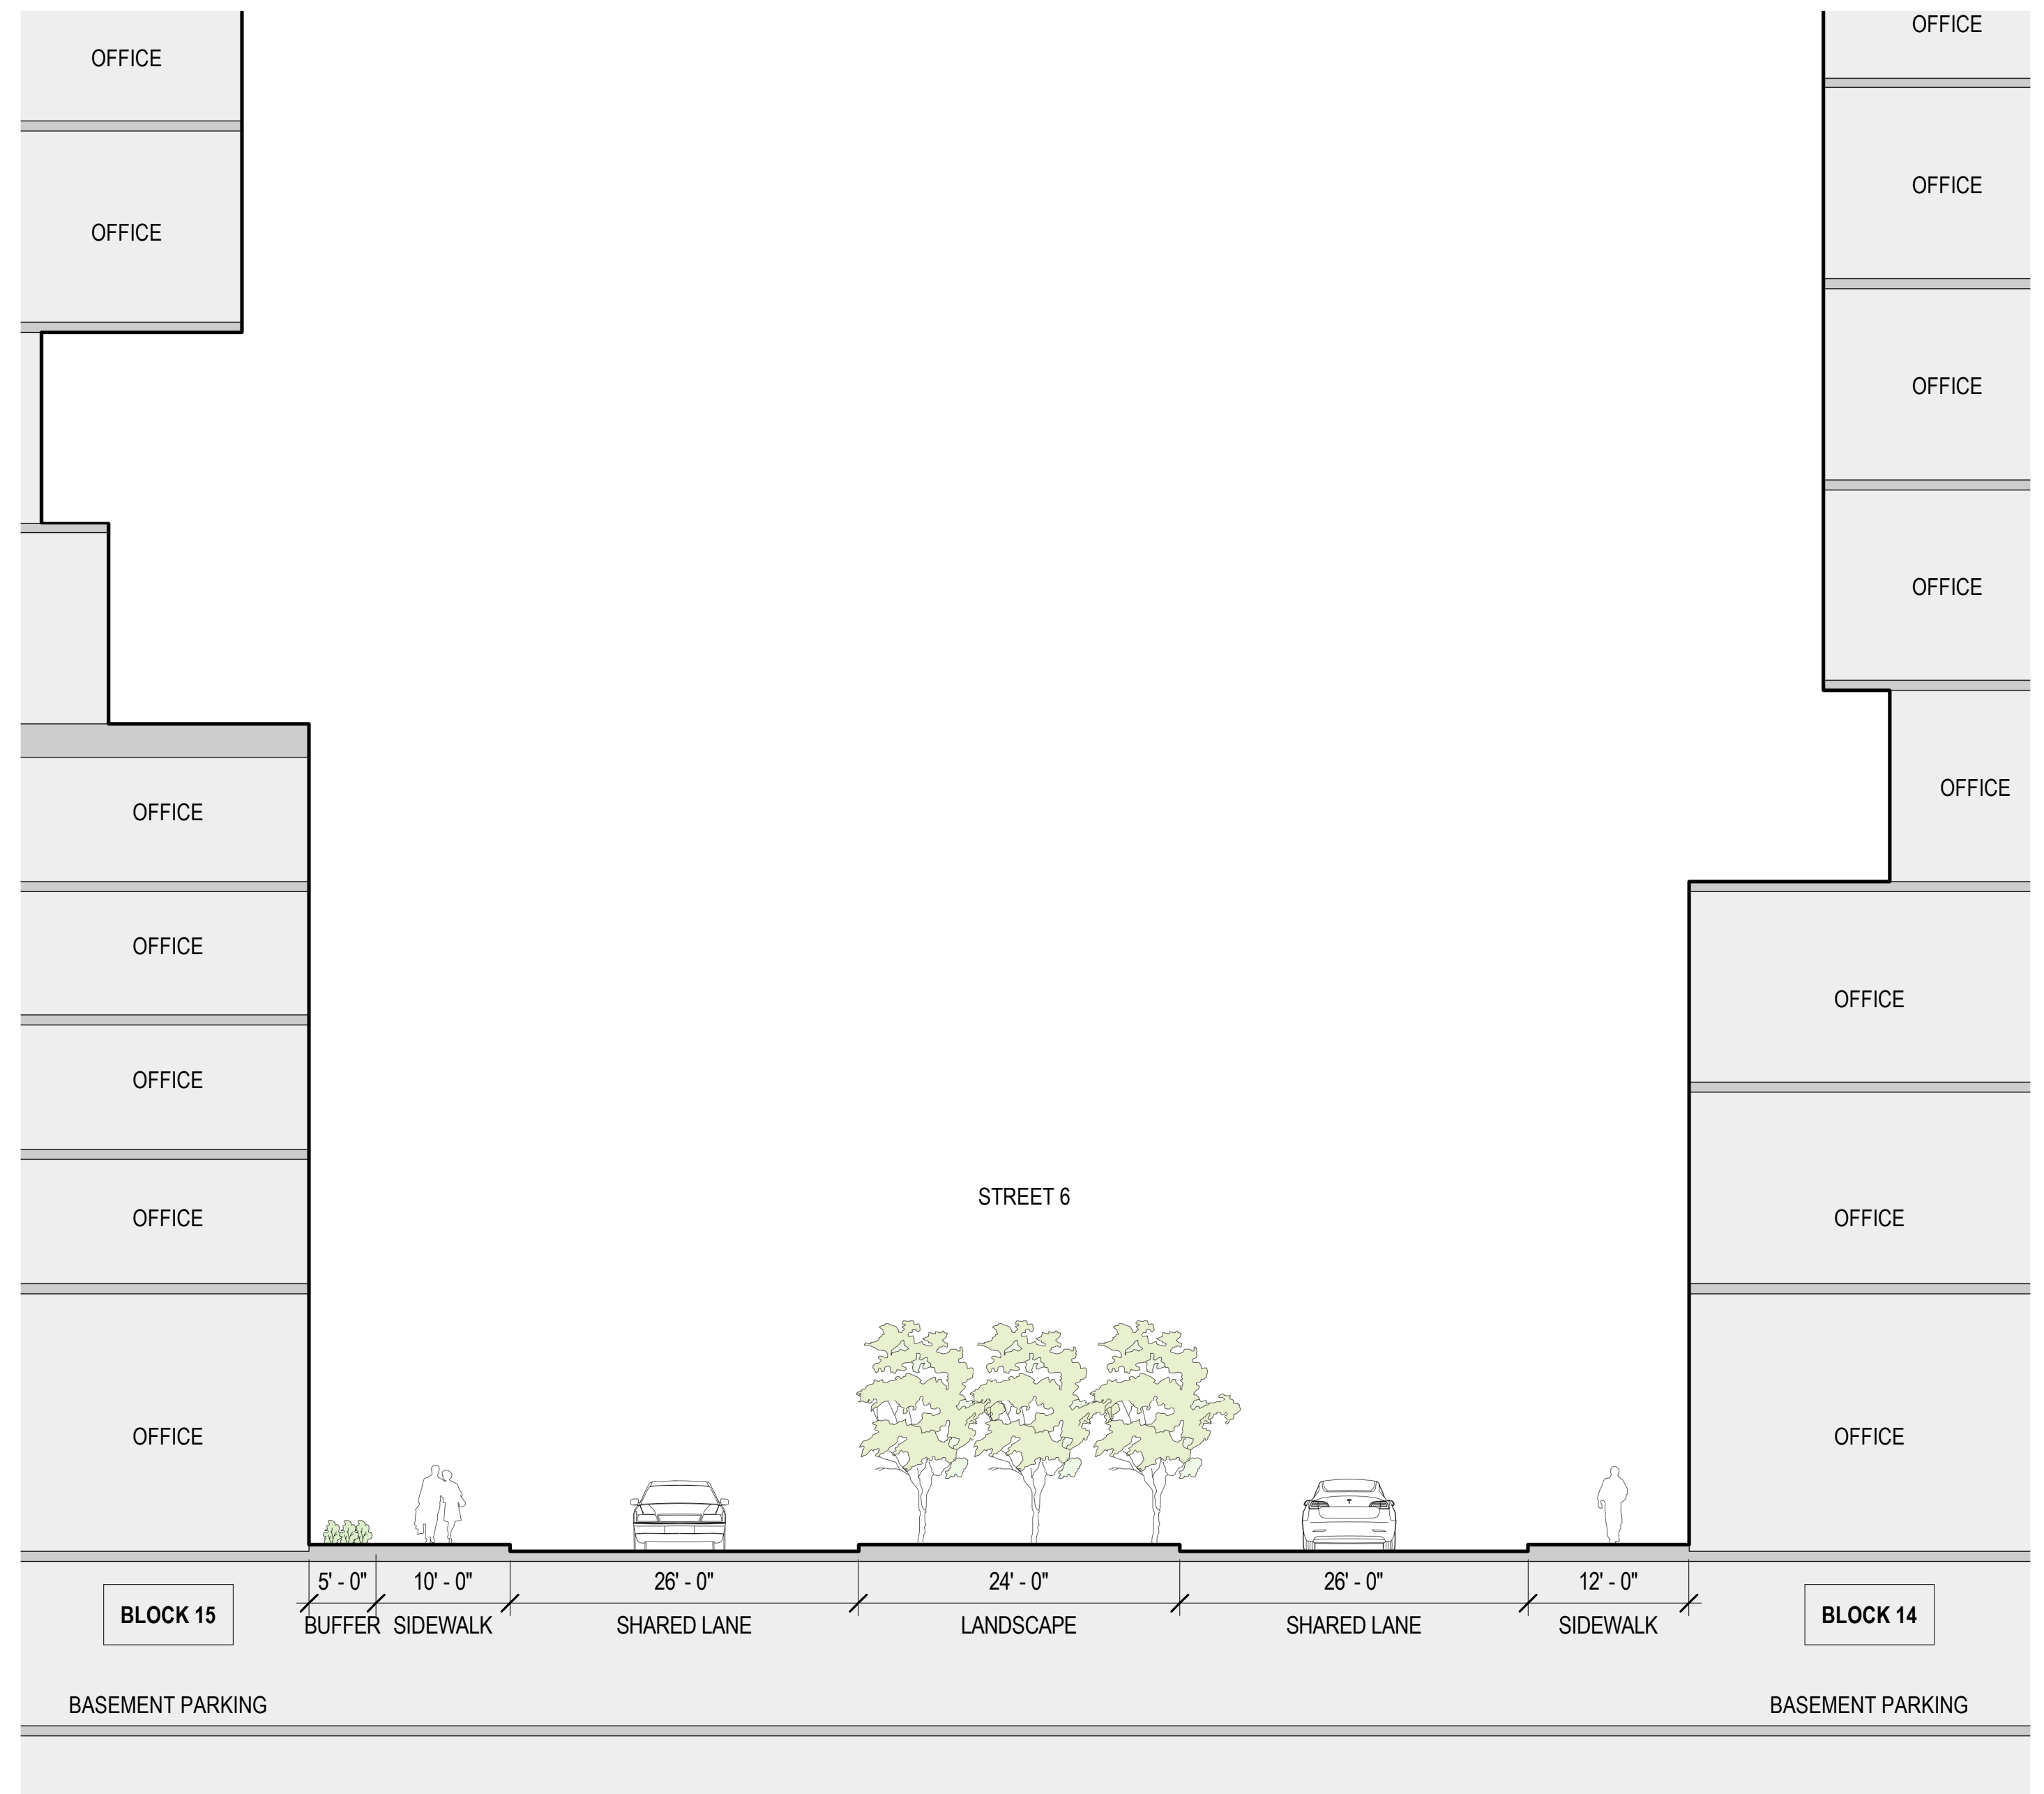 OFFICE
OFFICE
OFFICE
OFFICE
OFFICE
OFFICE
OFFICE
OFFICE
OFFICE
OFFICE
OFFICE
OFFICE
OFFICE
STREET 6
OFFICE
OFFICE
OFFICE
OFFICE
5' - 0" 10' - 0" 26' - 0" 24' - 0" 26' - 0" 12' - 0"
BLOCK 15 BLOCK 14
BUFFER SIDEWALK SHARED LANE LANDSCAPE SHARED LANE SIDEWALK
BASEMENT PARKING BASEMENT PARKING